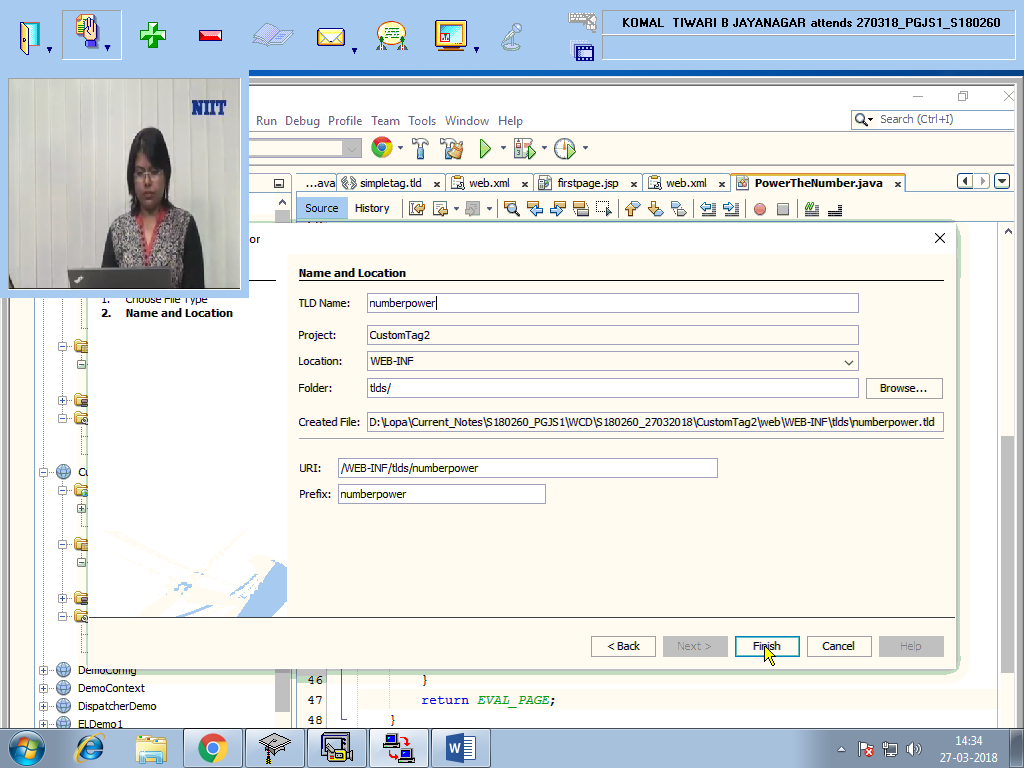 KOMAL TIWARI B JAYANAGAR attends 270318_PGJS1_S180260
NIIT
Run Debug Profile Team Tools Window Help
Search (Ctrl+I)
...ava simpletag.tld web.xml firstpage.jsp web.xml PowerTheNumber.java
Source History
or
Name and Location
1. Choose File Type
2. Name and Location
TLD Name: numberpower
Project: CustomTag2
Location: WEB-INF
Folder: tlds/ Browse...
Created File: D:\Lopa\Current_Notes\S180260_PGJS1\WCD\S180260_27032018\CustomTag2\web\WEB-INF\tlds\numberpower.tld
URI: /WEB-INF/tlds/numberpower
Prefix: numberpower
Cu
< Back Next > Finish Cancel Help
DemoConfig
DemoContext
DispatcherDemo
ELDemo1
46 }
47 return EVAL_PAGE;
48 }
14:34
27-03-2018